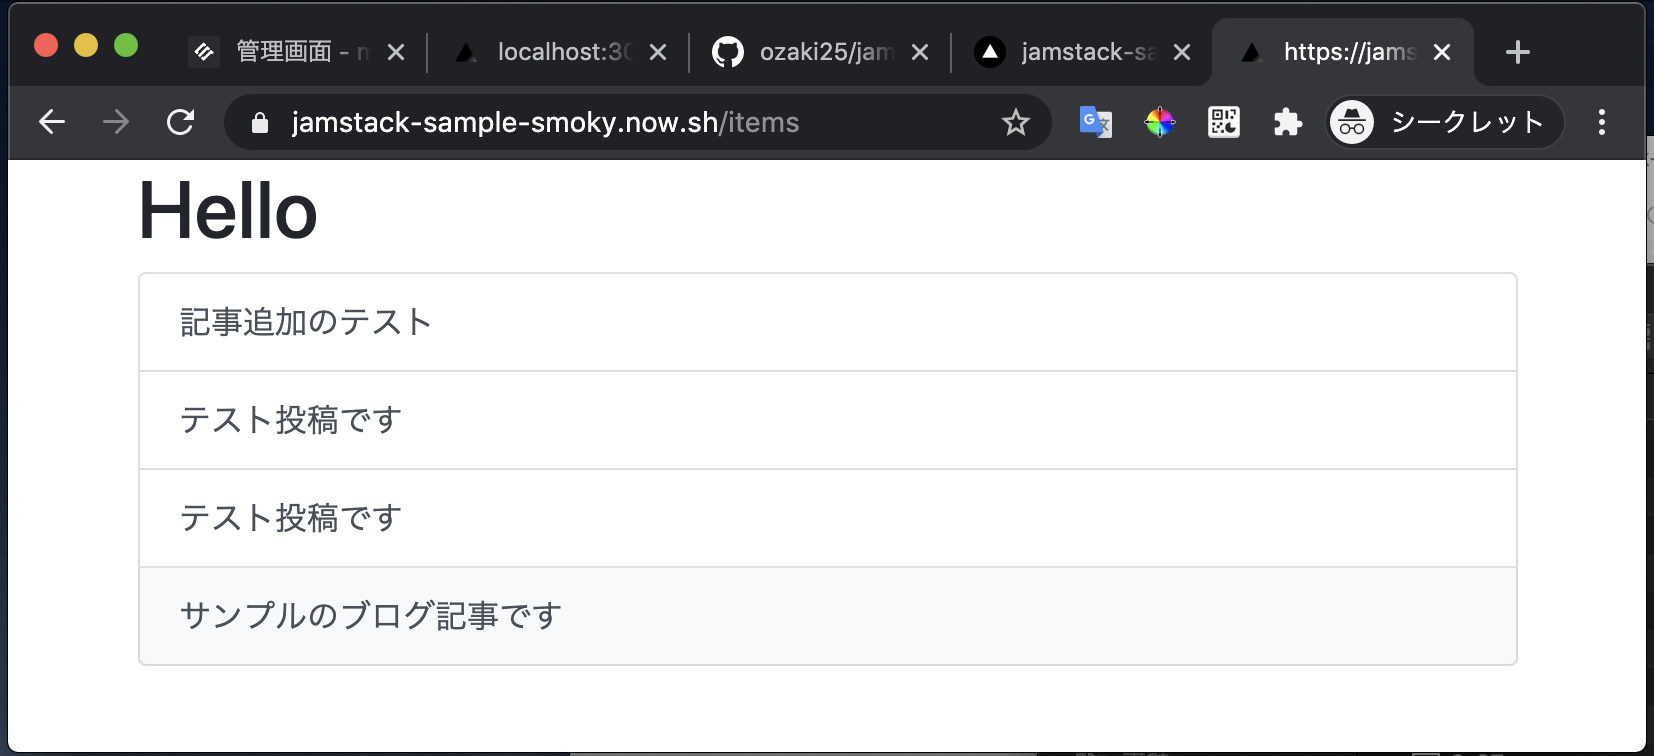 管理画面 - m
localhost:30
ozaki25/jam
jamstack-sa
https://jams
jamstack-sample-smoky.now.sh/items
シークレット
Hello
記事追加のテスト
テスト投稿です
テスト投稿です
サンプルのブログ記事です